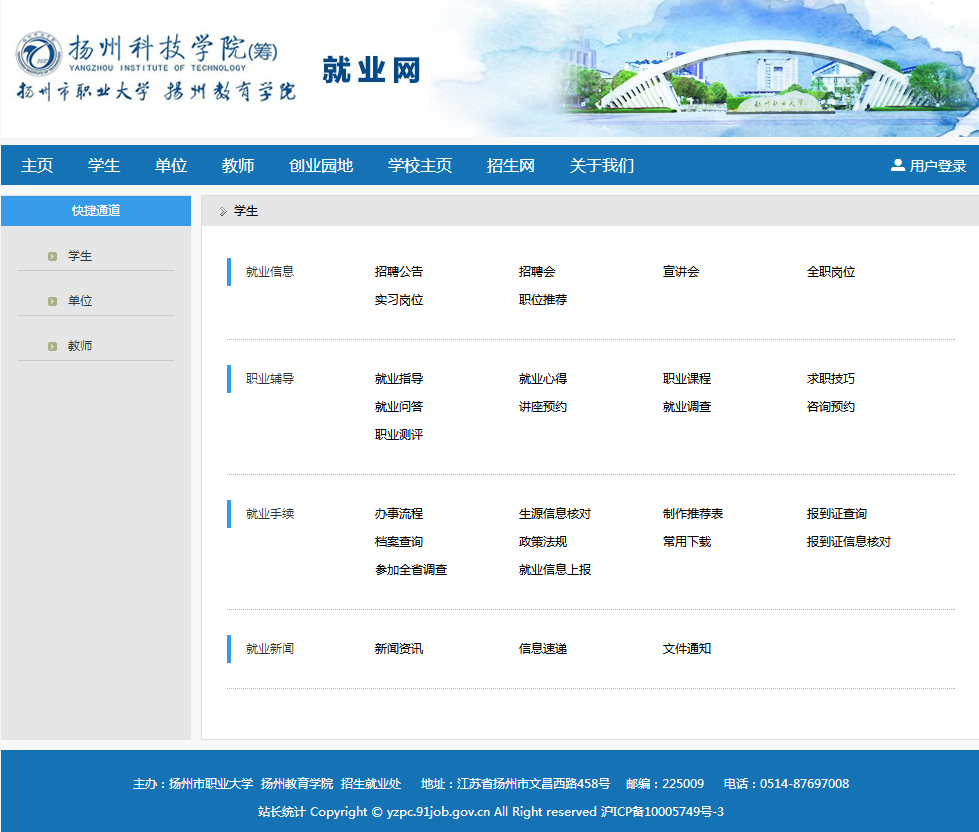 扬州科技学院(筹)
YANGZHOU INSTITUTE OF TECHNOLOGY
扬州市职业大学 扬州教育学院
就业网
扬州市职业大学
主页 学生 单位 教师 创业园地 学校主页 招生网 关于我们 用户登录
快捷通道
学生
单位
教师
学生
就业信息 招聘公告 招聘会 宣讲会 全职岗位
实习岗位 职位推荐
职业辅导 就业指导 就业心得 职业课程 求职技巧
就业问答 讲座预约 就业调查 咨询预约
职业测评
就业手续 办事流程 生源信息核对 制作推荐表 报到证查询
档案查询 政策法规 常用下载 报到证信息核对
参加全省调查 就业信息上报
就业新闻 新闻资讯 信息速递 文件通知
主办：扬州市职业大学 扬州教育学院 招生就业处 地址：江苏省扬州市文昌西路458号 邮编：225009 电话：0514-87697008
站长统计 Copyright © yzpc.91job.gov.cn All Right reserved 沪ICP备10005749号-3